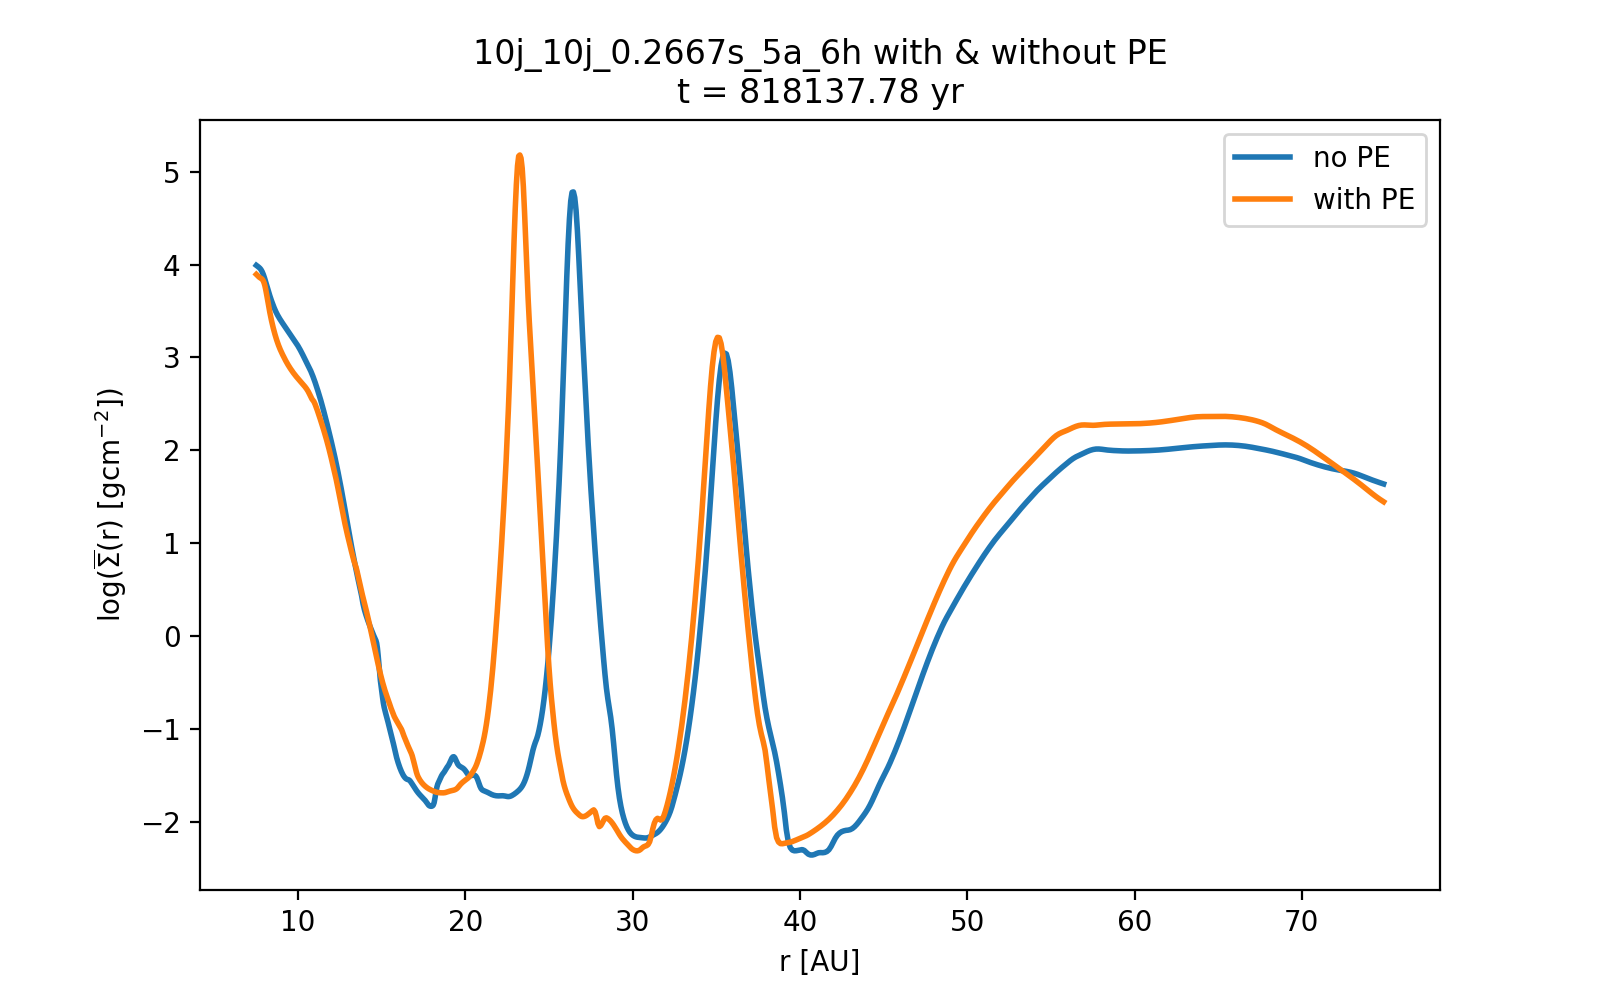 10j_10j_0.2667s_5a_6h with & without PE
t = 818137.78 yr
no PE
with PE
5
4
3
2
1
0
−1
−2
log(Σ̅(r) [gcm⁻²])
10 20 30 40 50 60 70
r [AU]